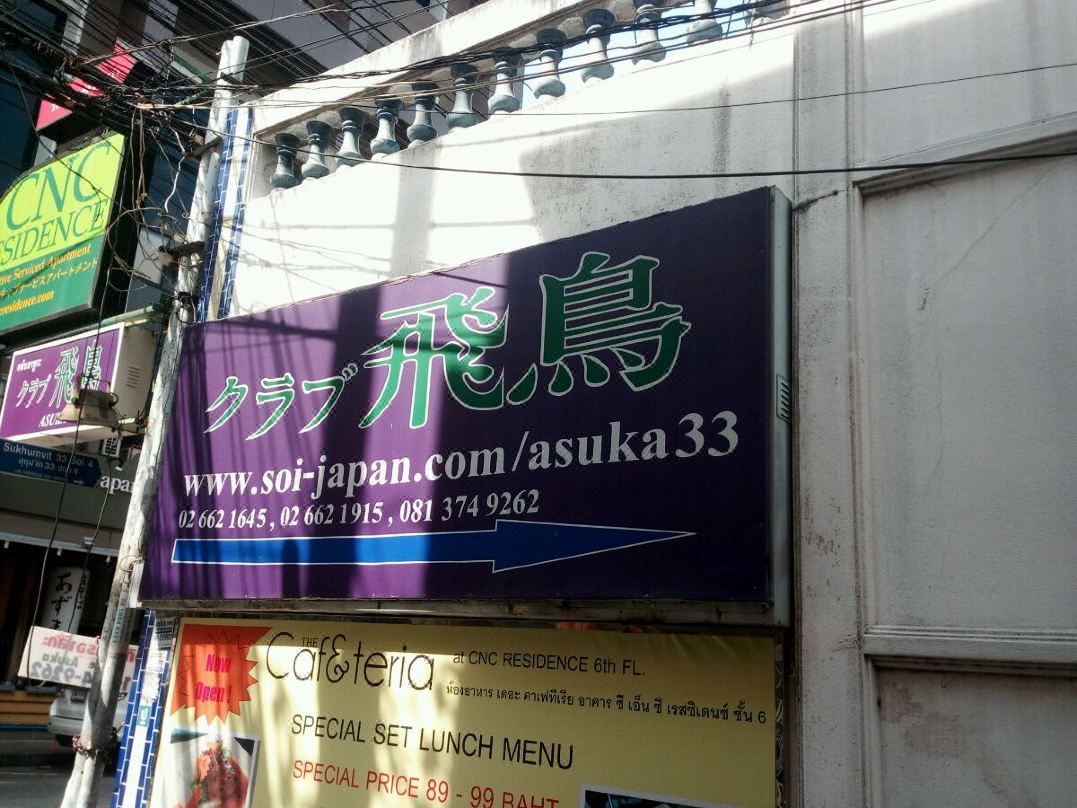 CNC
RESIDENCE
クラブ飛鳥
www.soi-japan.com/asuka33
02 662 1645, 02 662 1915, 081 374 9262
クラブ飛鳥
Sukhumvit 33 Soi 4
THE
Caf&teria
at CNC RESIDENCE 6th FL.
ห้องอาหาร เดอะ คาเฟ่ทีเรีย อาคาร ซี เอ็น ซี เรสซิเดนซ์ ชั้น 6
Now
Open!
SPECIAL SET LUNCH MENU
SPECIAL PRICE 89 - 99 BAHT